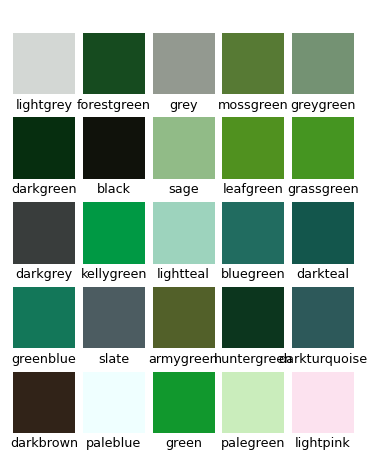 lightgrey forestgreen grey mossgreen greygreen
darkgreen black sage leafgreen grassgreen
darkgrey kellygreen lightteal bluegreen darkteal
greenblue slate armygreen huntergreen darkturquoise
darkbrown paleblue green palegreen lightpink